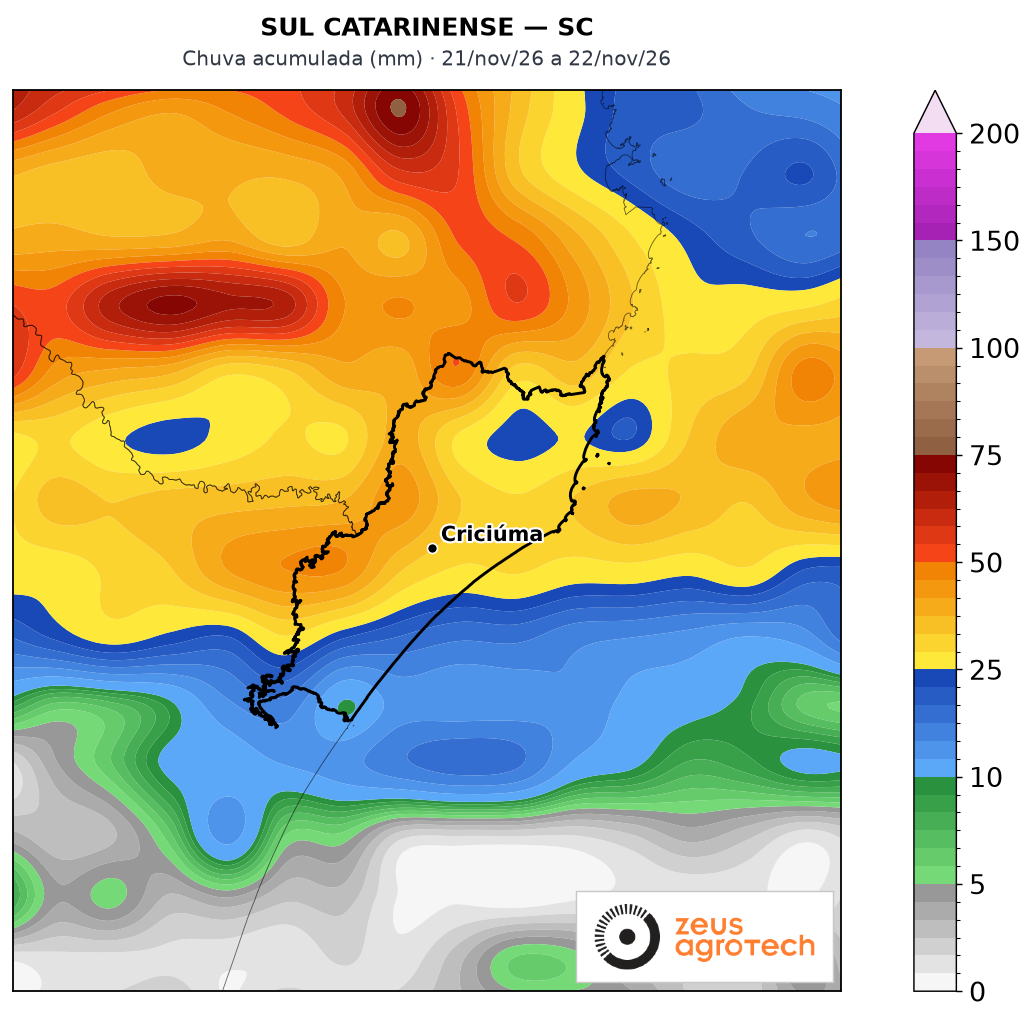 SUL CATARINENSE — SC
Chuva acumulada (mm) · 21/nov/26 a 22/nov/26
200
150
100
75
50
25
10
5
0
Criciúma
zeus
agrotech